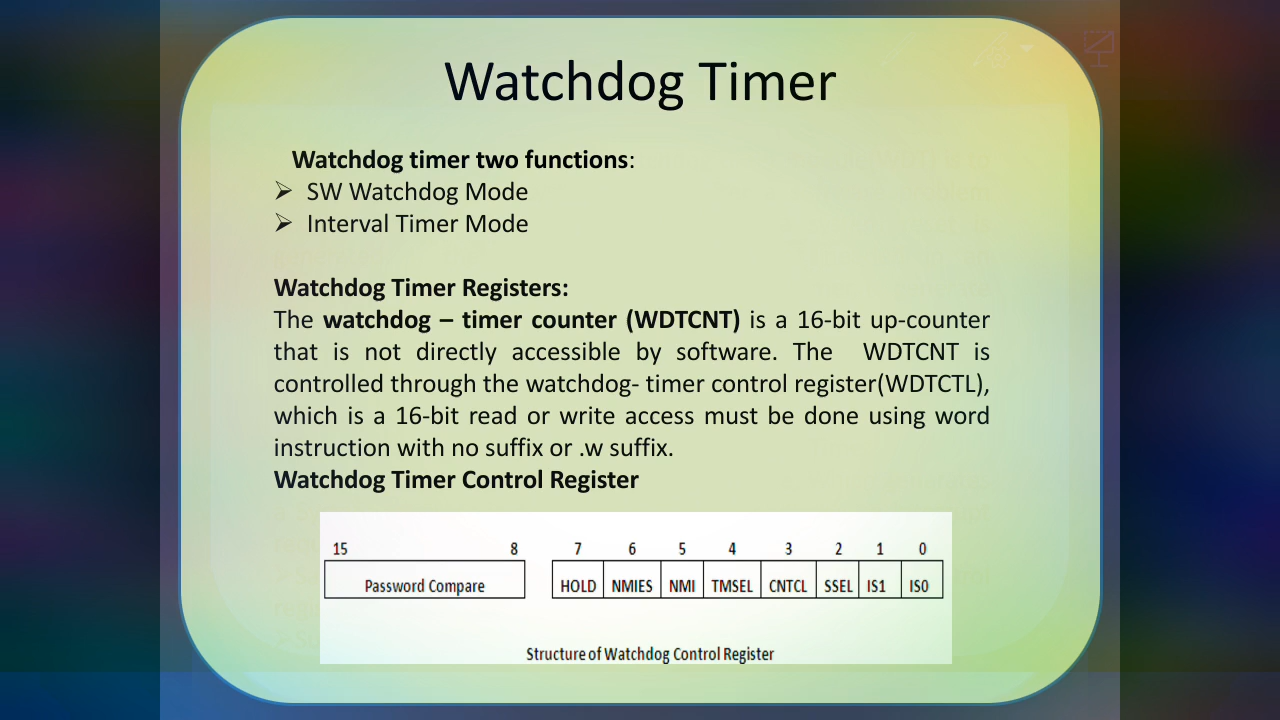 Watchdog Timer
Watchdog timer two functions:
➢ SW Watchdog Mode
➢ Interval Timer Mode
Watchdog Timer Registers:
The watchdog – timer counter (WDTCNT) is a 16-bit up-counter
that is not directly accessible by software. The WDTCNT is
controlled through the watchdog- timer control register(WDTCTL),
which is a 16-bit read or write access must be done using word
instruction with no suffix or .w suffix.
Watchdog Timer Control Register
15 8 7 6 5 4 3 2 1 0
Password Compare HOLD NMIES NMI TMSEL CNTCL SSEL IS1 IS0
Structure of Watchdog Control Register